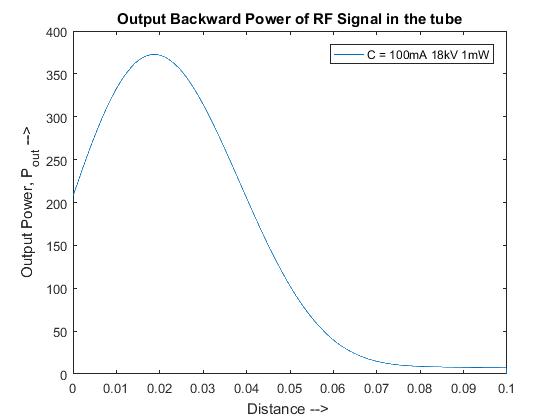 Output Backward Power of RF Signal in the tube
C = 100mA 18kV 1mW
Output Power, Pout -->
400
350
300
250
200
150
100
50
0
0 0.01 0.02 0.03 0.04 0.05 0.06 0.07 0.08 0.09 0.1
Distance -->